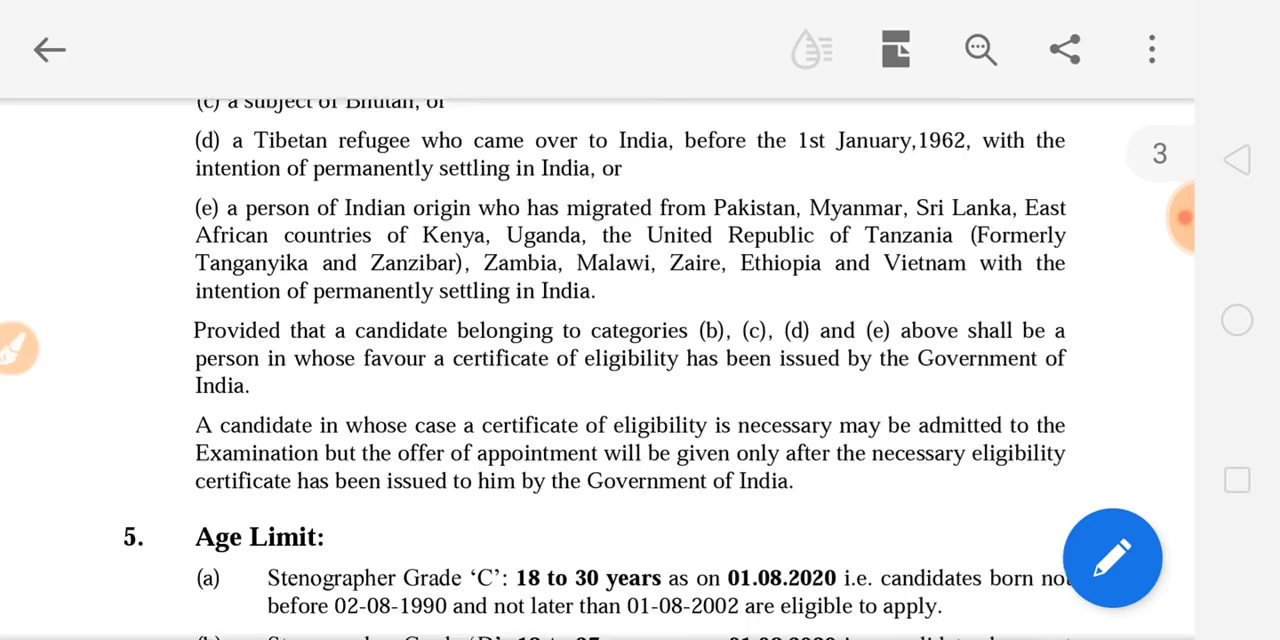 (c) a subject of Bhutan, or
(d) a Tibetan refugee who came over to India, before the 1st January,1962, with the
3
intention of permanently settling in India, or
(e) a person of Indian origin who has migrated from Pakistan, Myanmar, Sri Lanka, East
African countries of Kenya, Uganda, the United Republic of Tanzania (Formerly
Tanganyika and Zanzibar), Zambia, Malawi, Zaire, Ethiopia and Vietnam with the
intention of permanently settling in India.
Provided that a candidate belonging to categories (b), (c), (d) and (e) above shall be a
person in whose favour a certificate of eligibility has been issued by the Government of
India.
A candidate in whose case a certificate of eligibility is necessary may be admitted to the
Examination but the offer of appointment will be given only after the necessary eligibility
certificate has been issued to him by the Government of India.
5. Age Limit:
(a) Stenographer Grade ‘C’: 18 to 30 years as on 01.08.2020 i.e. candidates born not
before 02-08-1990 and not later than 01-08-2002 are eligible to apply.